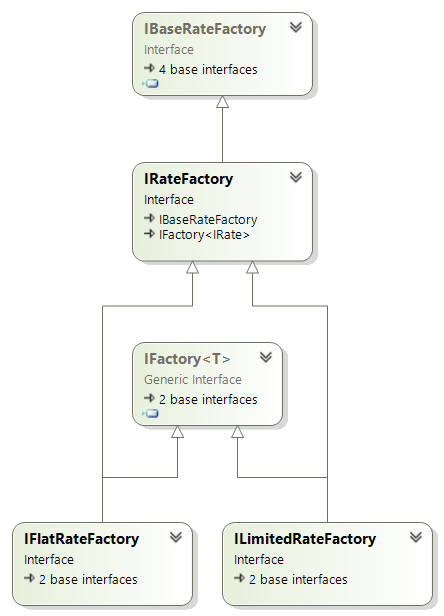 IBaseRateFactory
Interface
4 base interfaces
IRateFactory
Interface
IBaseRateFactory
IFactory<IRate>
IFactory<T>
Generic Interface
2 base interfaces
IFlatRateFactory
Interface
2 base interfaces
ILimitedRateFactory
Interface
2 base interfaces